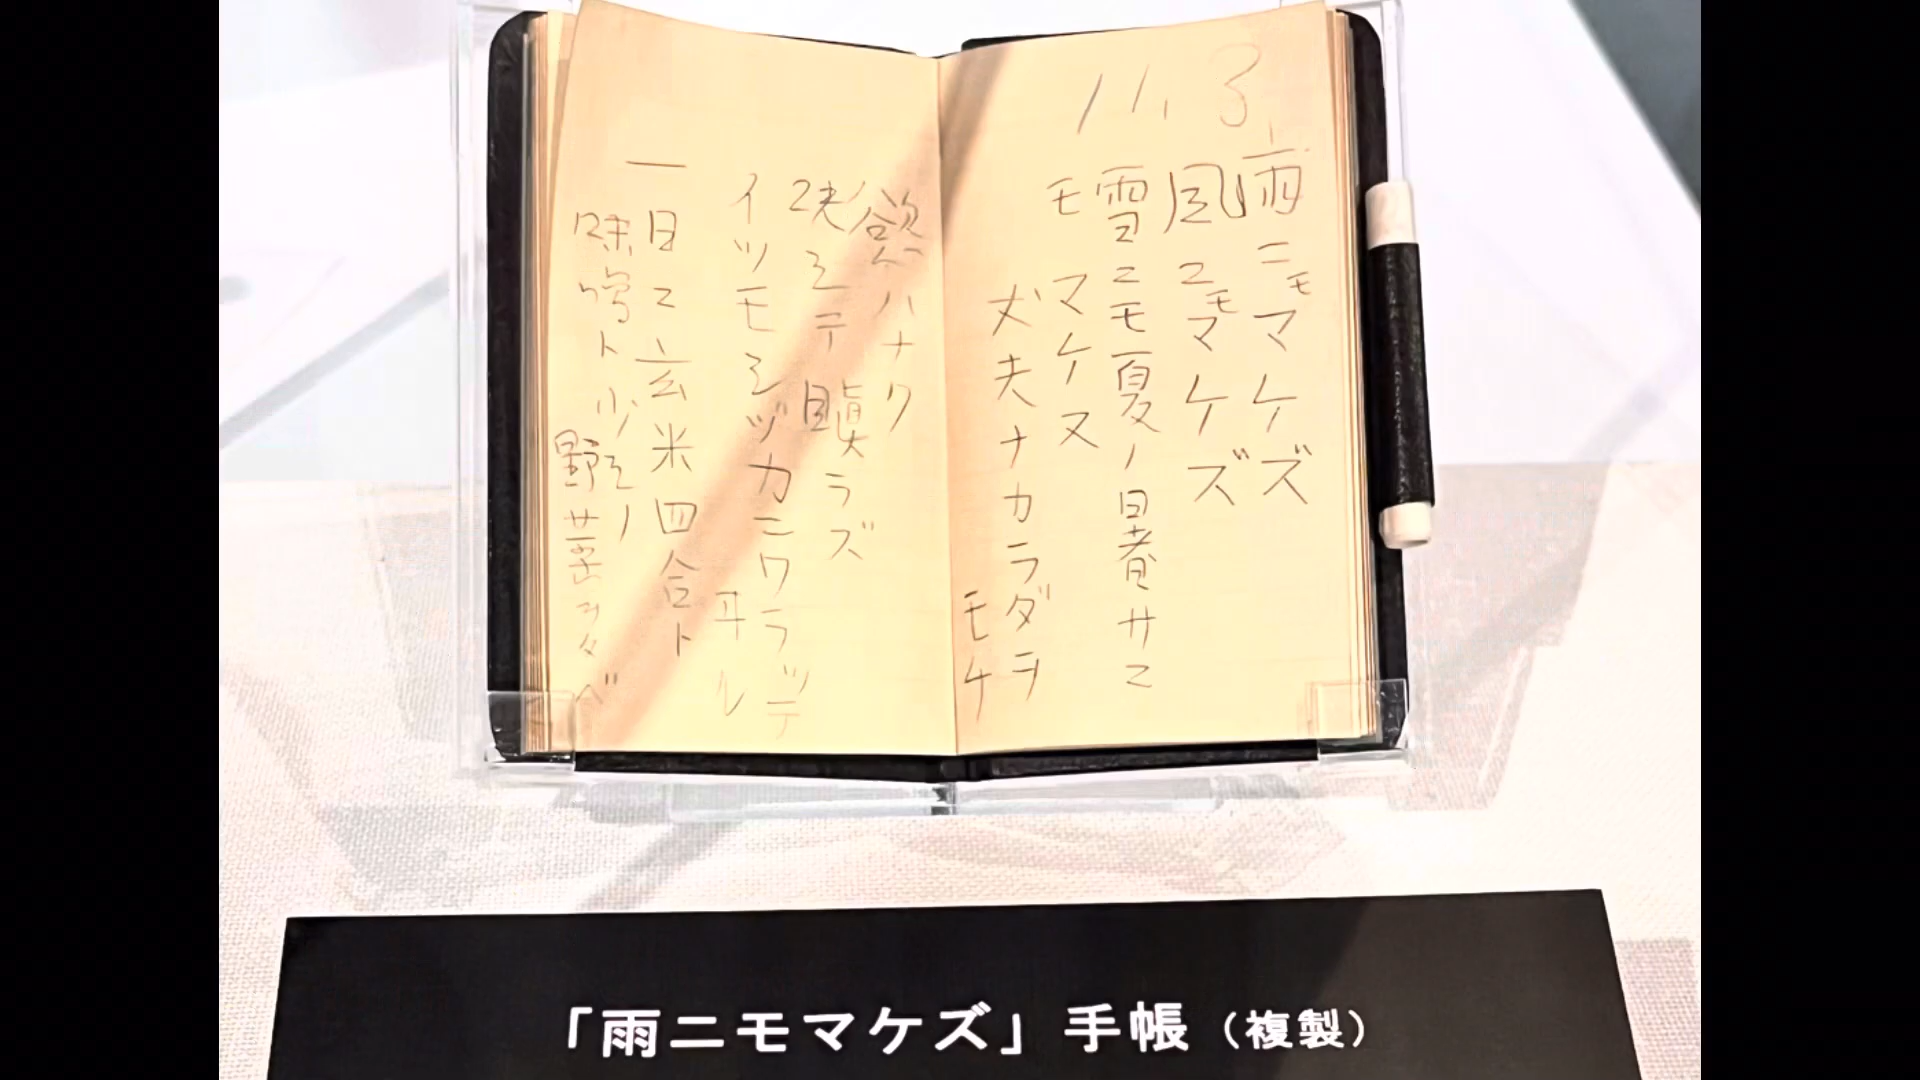 11.3.
雨ニモマケズ
風ニモマケズ
雪ニモ夏ノ暑サニ
モマケヌ
丈夫ナカラダヲ
モチ
慾ハナク
決シテ瞋ラズ
イツモシヅカニワラッテ
ヰル
一日ニ玄米四合ト
味噌ト少シノ
野菜ヲタベ
「雨ニモマケズ」手帳（複製）